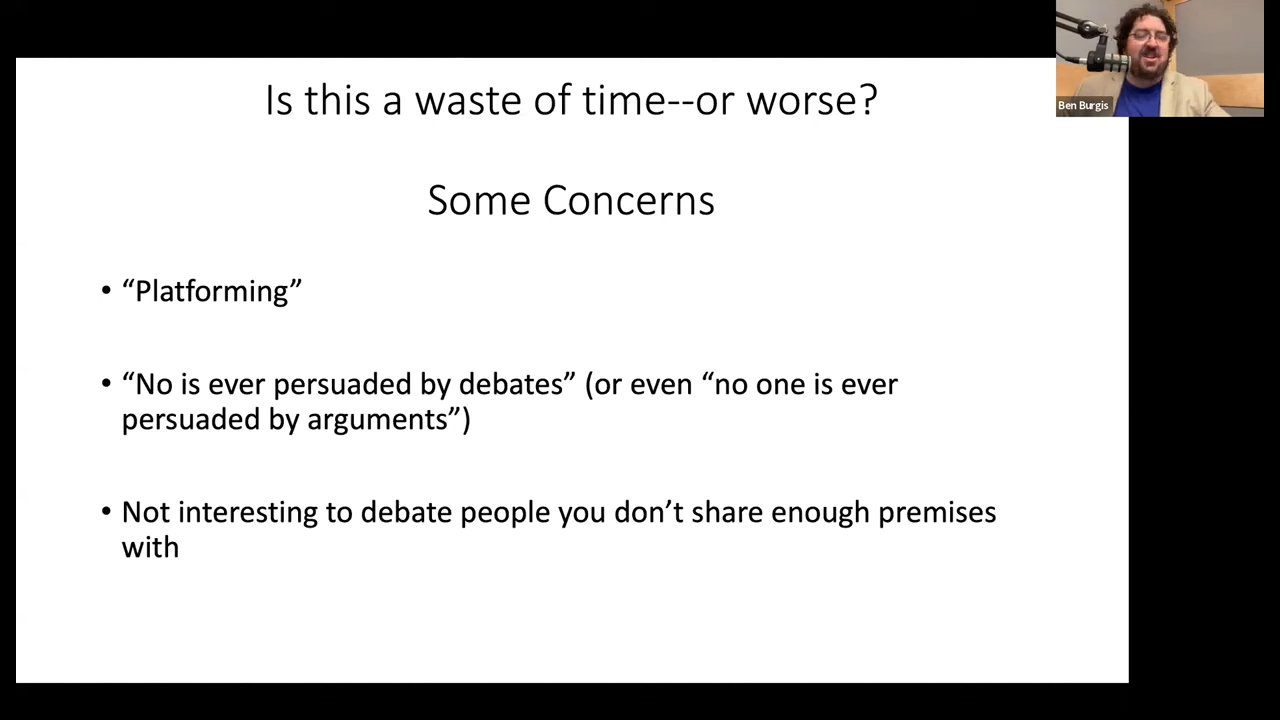 Is this a waste of time--or worse?
Some Concerns
• “Platforming”
• “No is ever persuaded by debates” (or even “no one is ever
persuaded by arguments”)
• Not interesting to debate people you don’t share enough premises
with
Ben Burgis